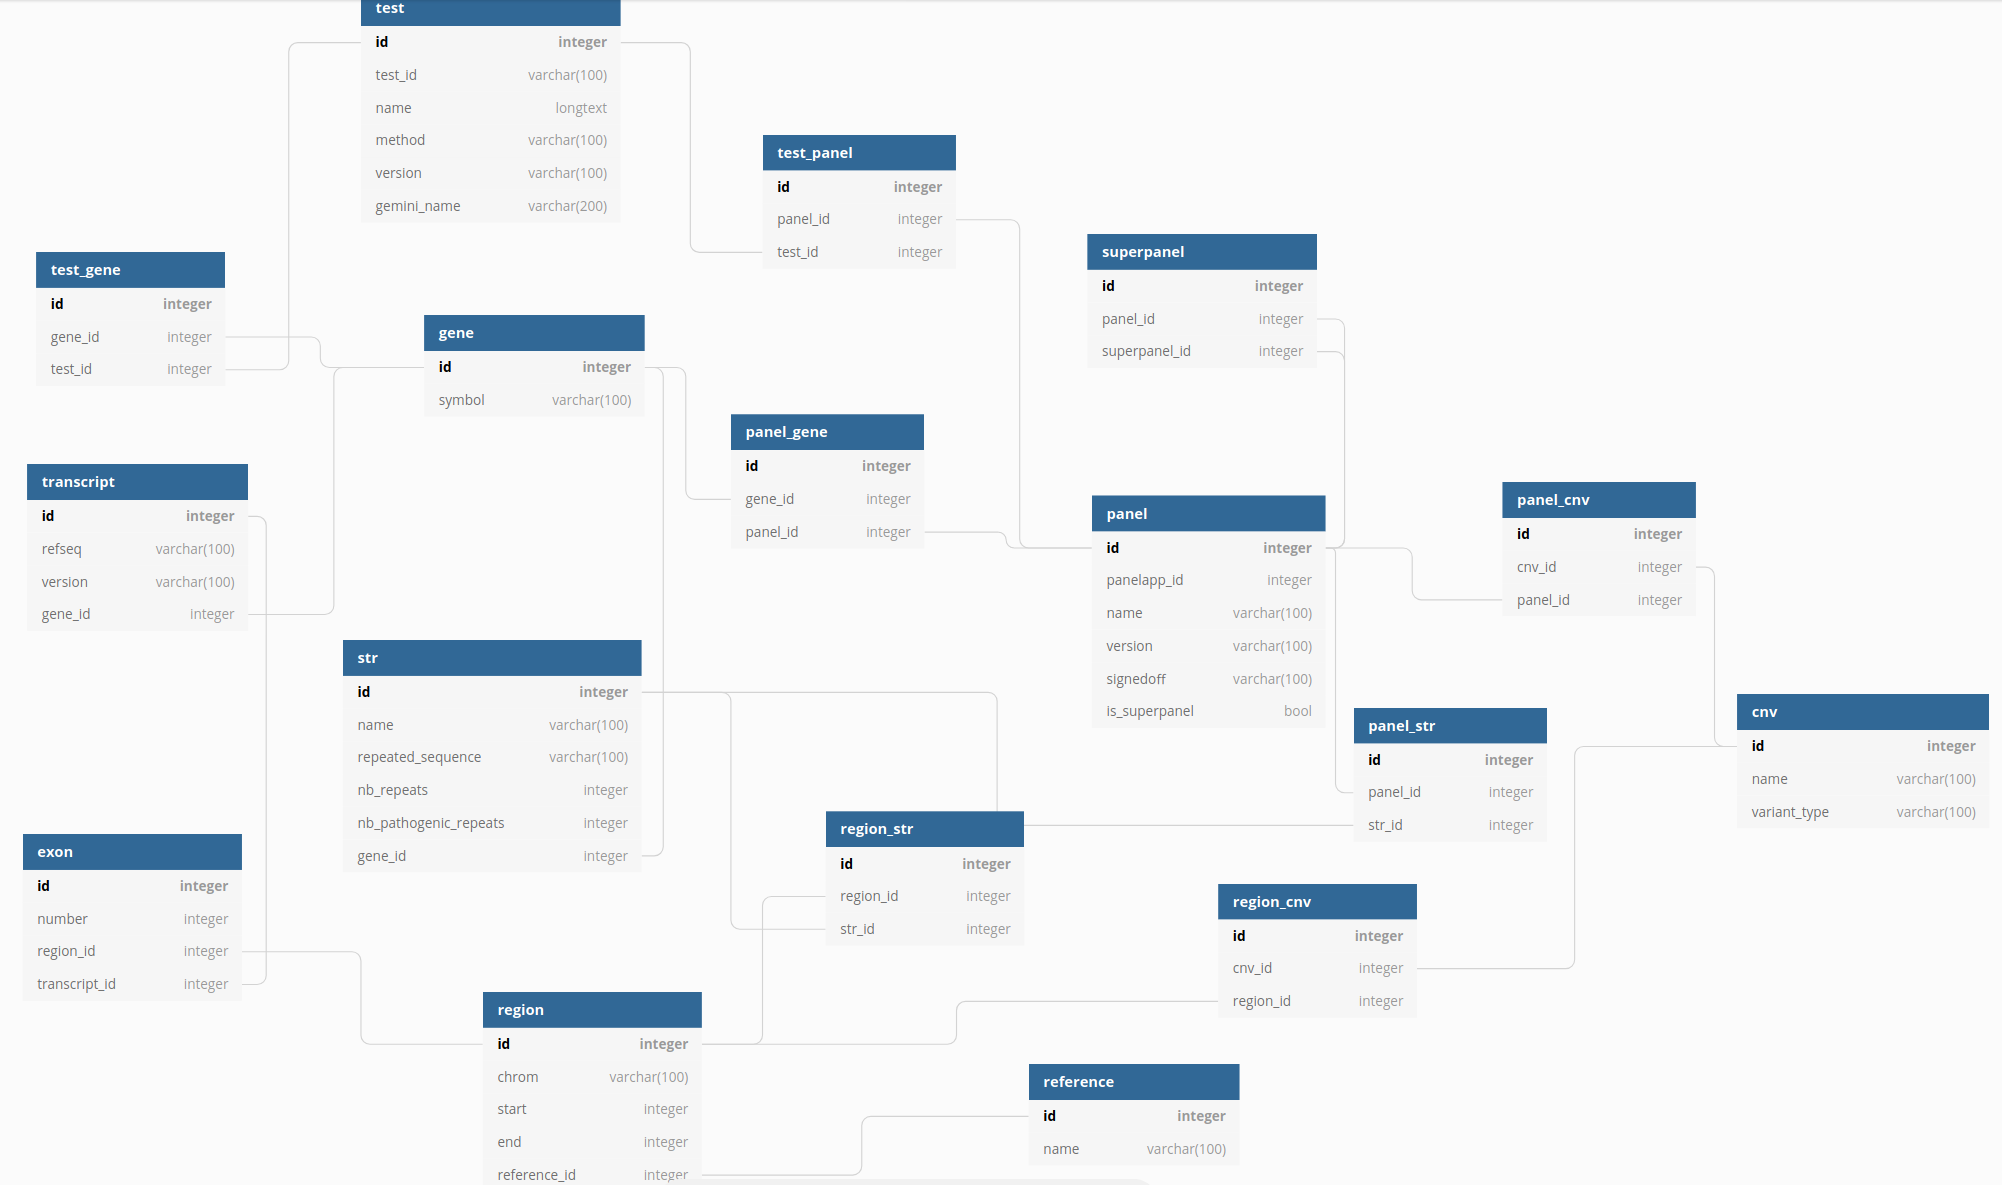 test
id integer
test_id varchar(100)
name longtext
method varchar(100)
version varchar(100)
gemini_name varchar(200)
test_panel
id integer
panel_id integer
test_id integer
superpanel
id integer
panel_id integer
superpanel_id integer
test_gene
id integer
gene_id integer
test_id integer
gene
id integer
symbol varchar(100)
panel_gene
id integer
gene_id integer
panel_id integer
transcript
id integer
refseq varchar(100)
version varchar(100)
gene_id integer
panel
id integer
panelapp_id integer
name varchar(100)
version varchar(100)
signedoff varchar(100)
is_superpanel bool
panel_cnv
id integer
cnv_id integer
panel_id integer
str
id integer
name varchar(100)
repeated_sequence varchar(100)
nb_repeats integer
nb_pathogenic_repeats integer
gene_id integer
panel_str
id integer
panel_id integer
str_id integer
cnv
id integer
name varchar(100)
variant_type varchar(100)
exon
id integer
number integer
region_id integer
transcript_id integer
region_str
id integer
region_id integer
str_id integer
region_cnv
id integer
cnv_id integer
region_id integer
region
id integer
chrom varchar(100)
start integer
end integer
reference_id integer
reference
id integer
name varchar(100)